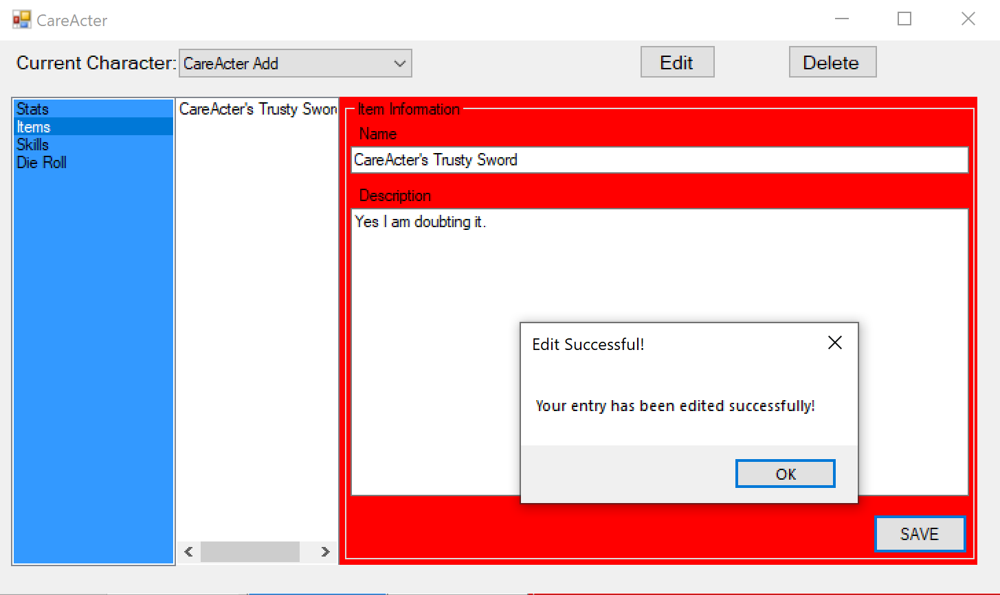 CareActer
Current Character: CareActer Add
Edit
Delete
Stats
Items
Skills
Die Roll
CareActer's Trusty Swor
Item Information
Name
CareActer's Trusty Sword
Description
Yes I am doubting it.
Edit Successful!
Your entry has been edited successfully!
OK
SAVE